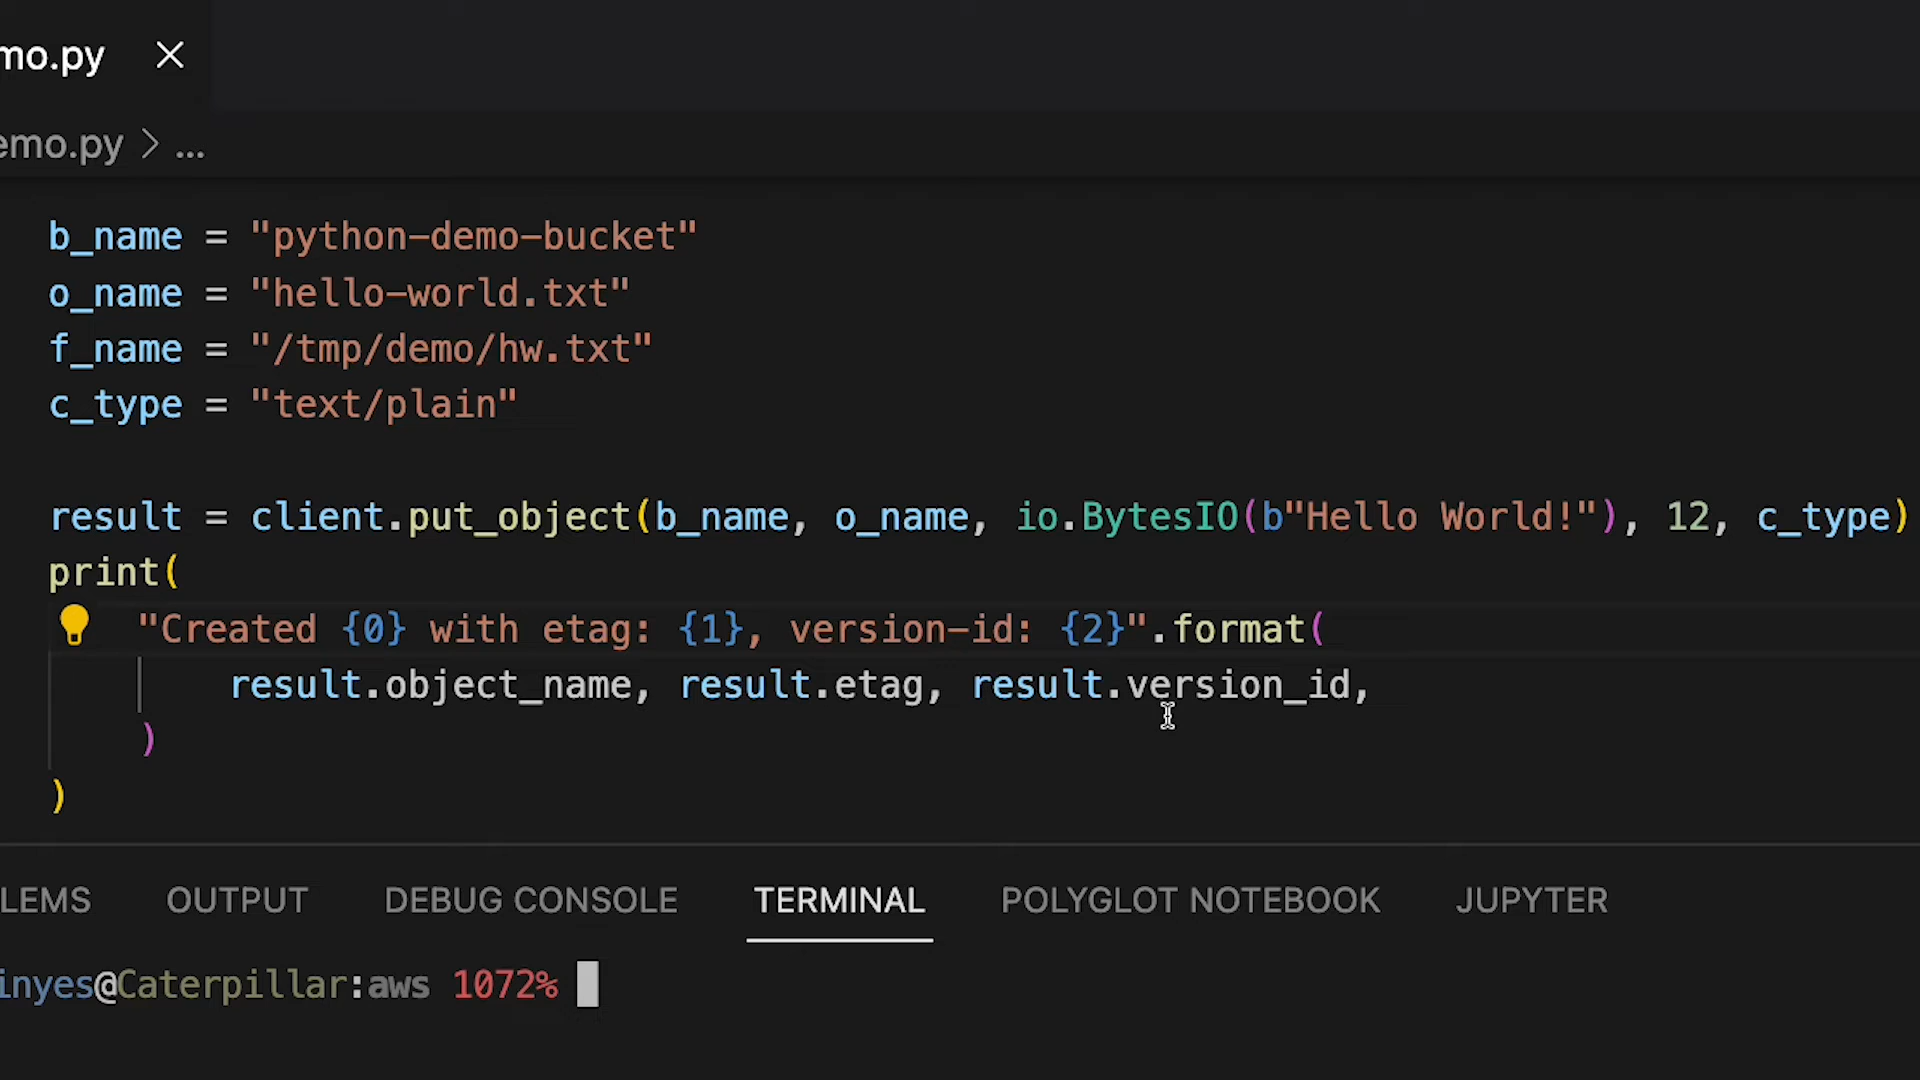 mo.py
emo.py > ...
b_name = "python-demo-bucket"
o_name = "hello-world.txt"
f_name = "/tmp/demo/hw.txt"
c_type = "text/plain"
result = client.put_object(b_name, o_name, io.BytesIO(b"Hello World!"), 12, c_type)
print(
"Created {0} with etag: {1}, version-id: {2}".format(
result.object_name, result.etag, result.version_id,
)
)
LEMS OUTPUT DEBUG CONSOLE TERMINAL POLYGLOT NOTEBOOK JUPYTER
inyes@Caterpillar:aws 1072%